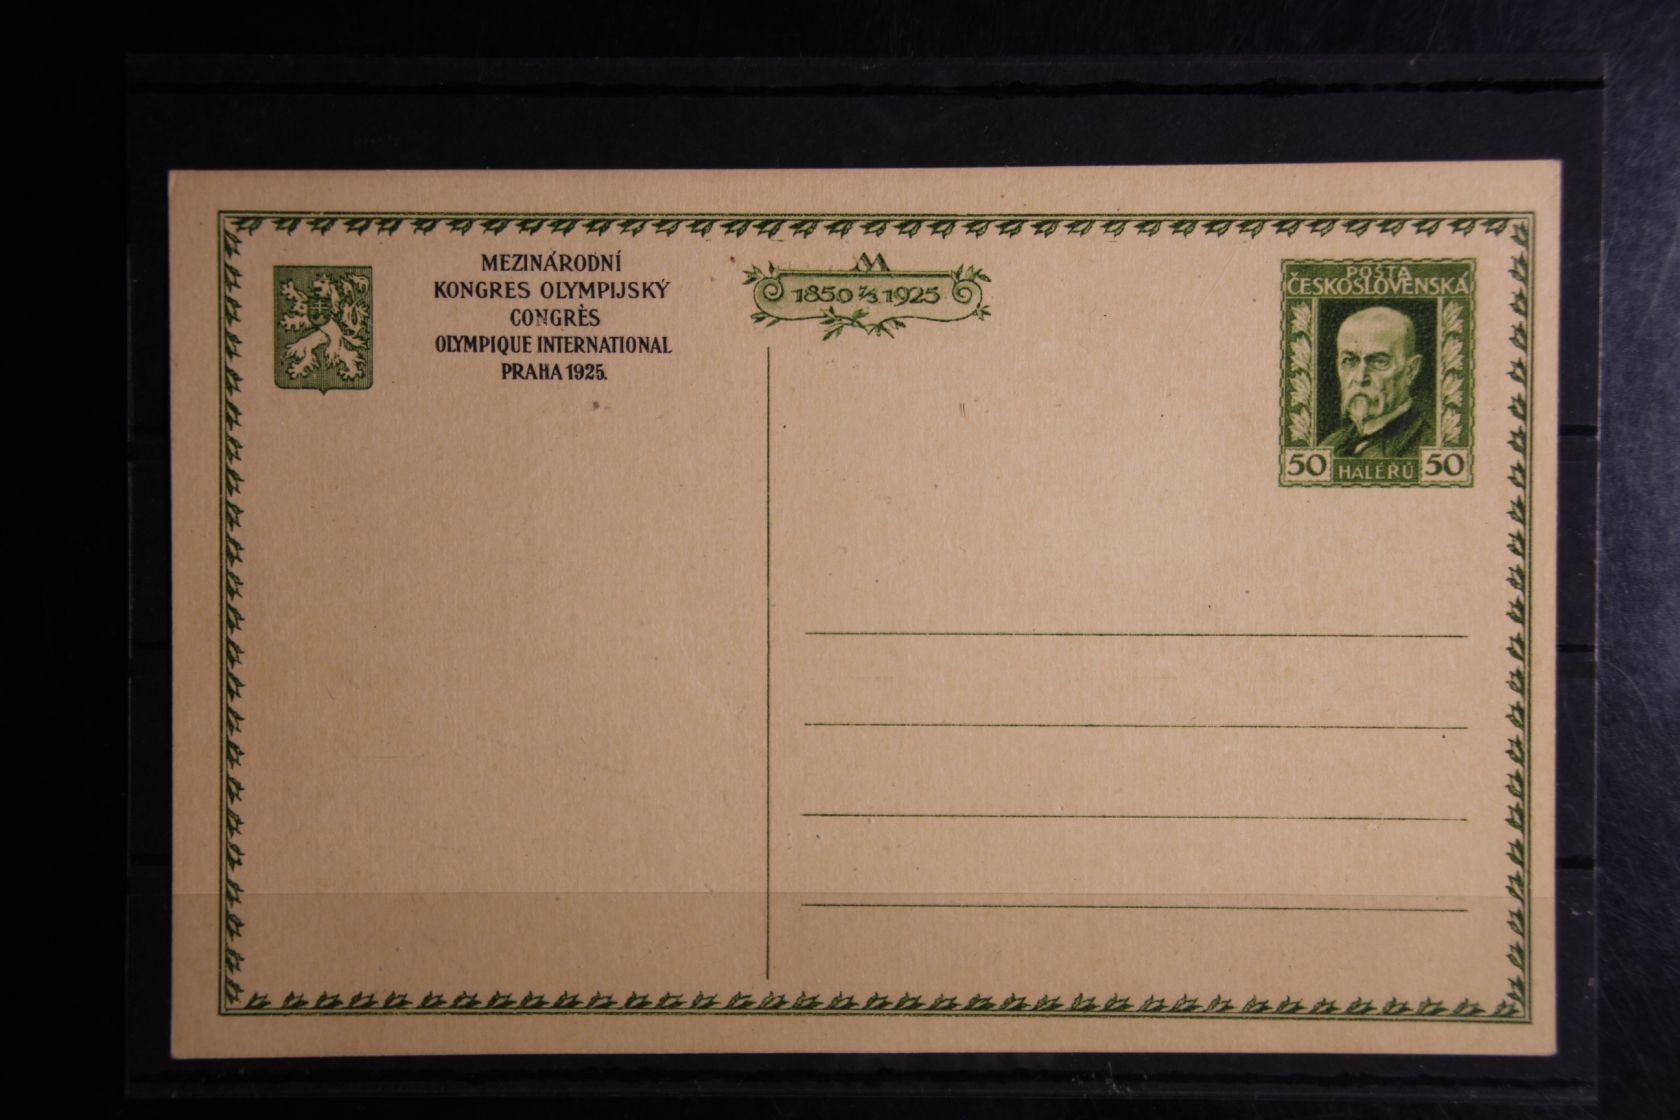 MEZINÁRODNÍ
KONGRES OLYMPIJSKÝ
CONGRÈS
OLYMPIQUE INTERNATIONAL
PRAHA 1925.
M
1850 7/3 1925
POŠTA
ČESKOSLOVENSKÁ
50 HALÉŘŮ 50